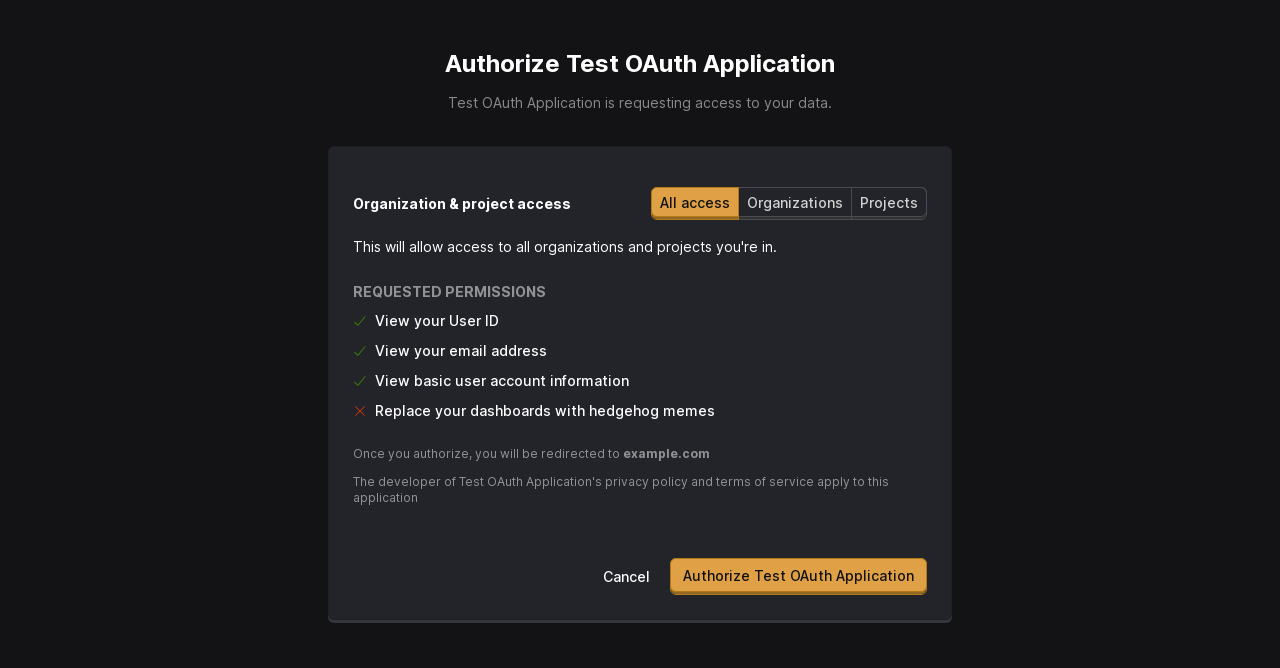 Authorize Test OAuth Application
Test OAuth Application is requesting access to your data.
Organization & project access
All access
Organizations
Projects
This will allow access to all organizations and projects you're in.
REQUESTED PERMISSIONS
View your User ID
View your email address
View basic user account information
Replace your dashboards with hedgehog memes
Once you authorize, you will be redirected to example.com
The developer of Test OAuth Application's privacy policy and terms of service apply to this
application
Cancel
Authorize Test OAuth Application